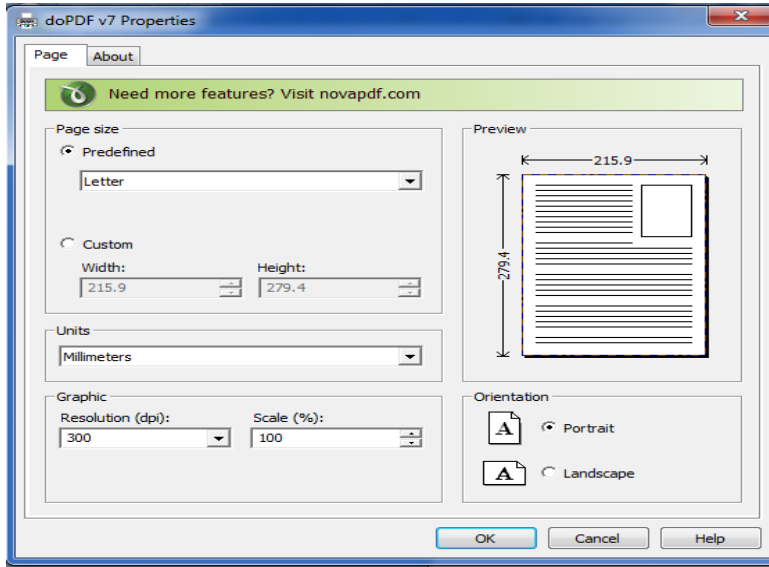 doPDF v7 Properties
Page
About
Need more features? Visit novapdf.com
Page size
Predefined
Letter
Custom
Width:
Height:
215.9
279.4
Units
Millimeters
Graphic
Resolution (dpi):
Scale (%):
300
100
Preview
215.9
279.4
Orientation
A
Portrait
A
Landscape
OK
Cancel
Help